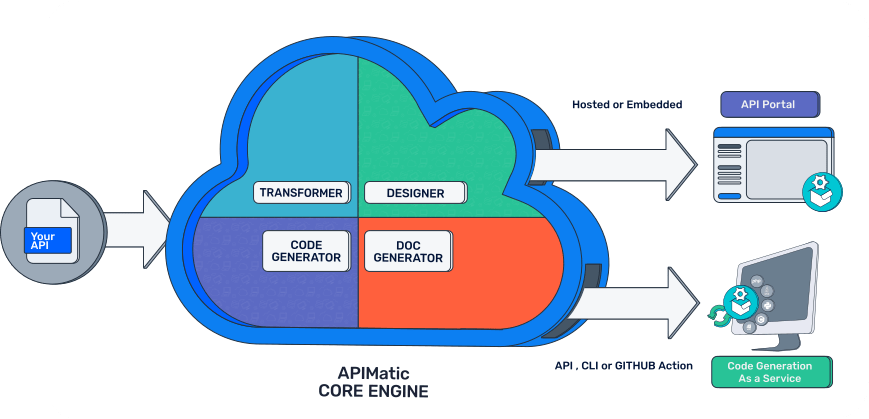 Hosted or Embedded
API Portal
TRANSFORMER
DESIGNER
Your
API
CODE
GENERATOR
DOC
GENERATOR
API , CLI or GITHUB Action
Code Generation
As a Service
APIMatic
CORE ENGINE